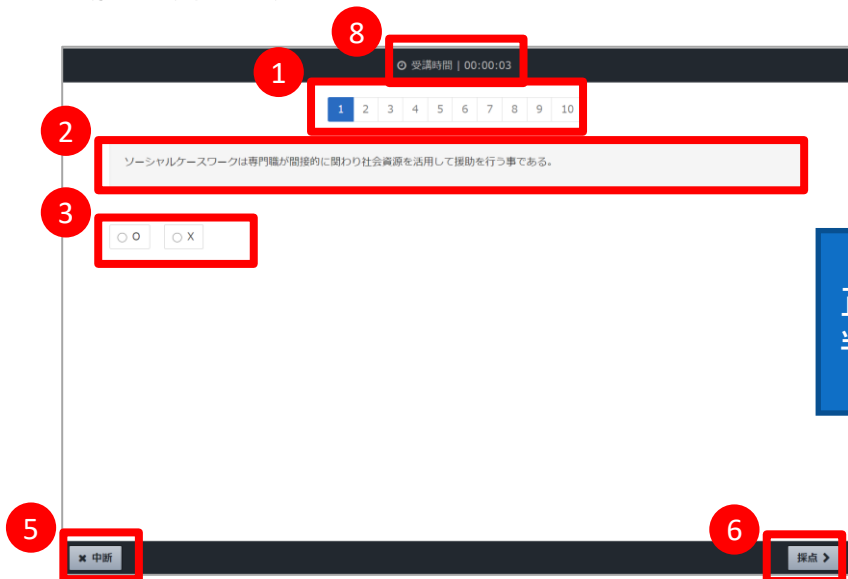 8
受講時間 | 00:00:03
1
1 2 3 4 5 6 7 8 9 10
2
ソーシャルケースワークは専門職が間接的に関わり社会資源を活用して援助を行う事である。
3
O X
5
✖ 中断
6
採点 ❯